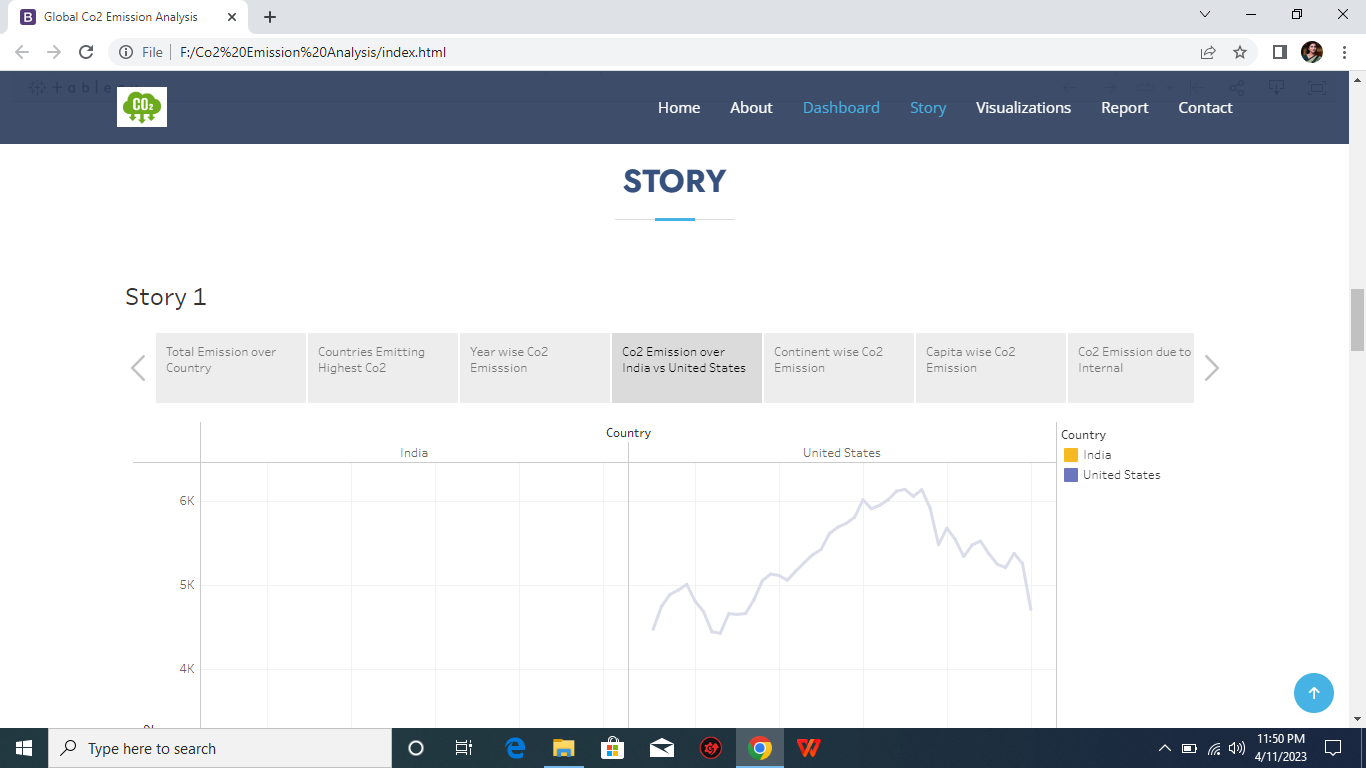 Global Co2 Emission Analysis
File
F:/Co2%20Emission%20Analysis/index.html
CO₂
Home About Dashboard Story Visualizations Report Contact
STORY
Story 1
Total Emission over
Country
Countries Emitting
Highest Co2
Year wise Co2
Emisssion
Co2 Emission over
India vs United States
Continent wise Co2
Emission
Capita wise Co2
Emission
Co2 Emission due to
Internal
Country
India
United States
6K
5K
4K
Country
India
United States
Type here to search
11:50 PM
4/11/2023